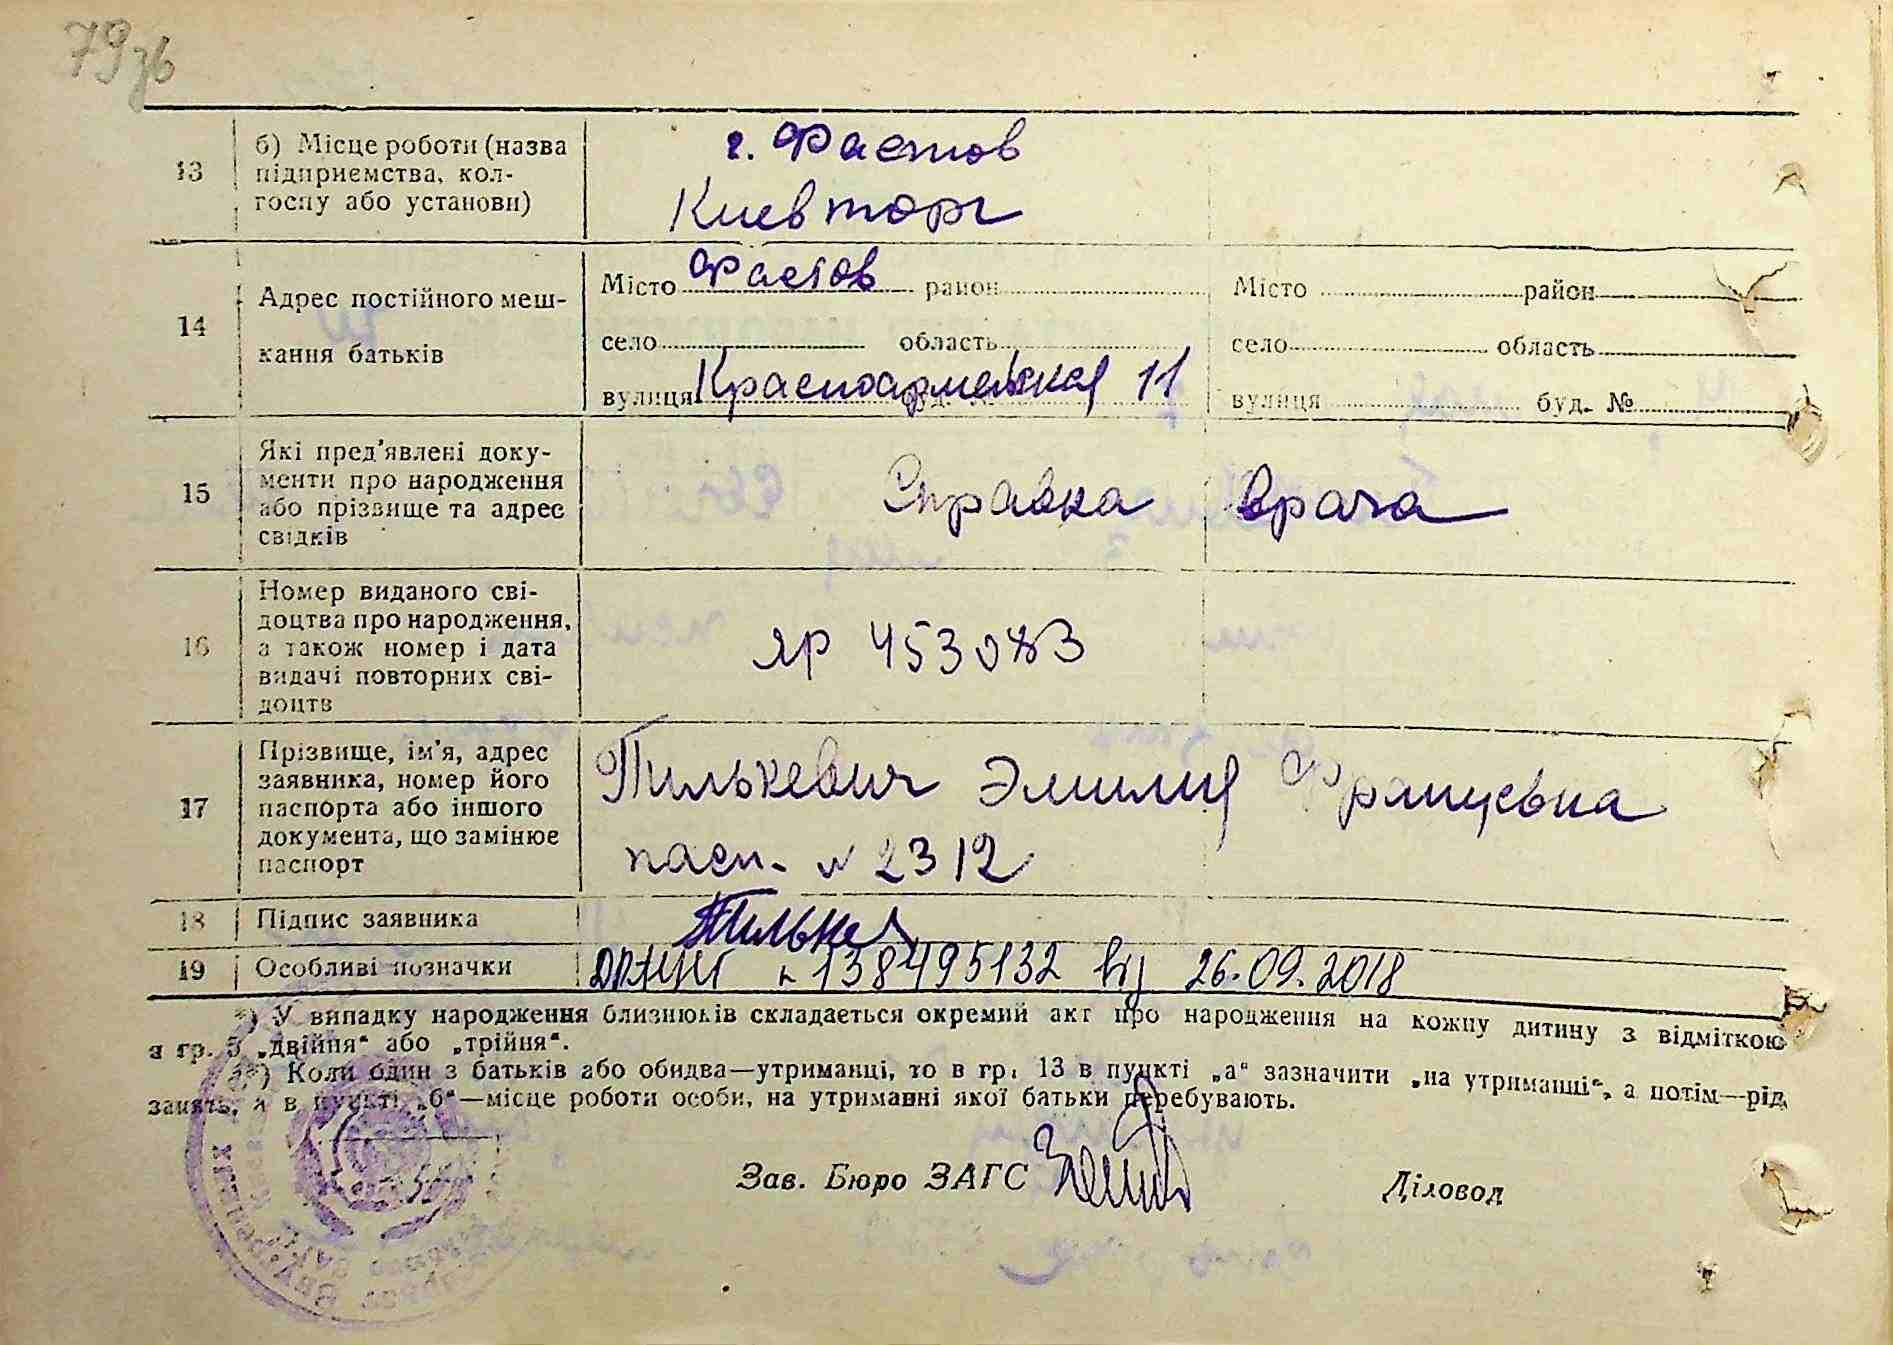 79зв
13
б) Місце роботи (назва
підприємства, кол-
госпу або установи)
г. Фастов
Киевторг
14
Адрес постійного меш-
кання батьків
Місто Фастов район
село область
вулиця Красноармейская 11
Місто район
село область
вулиця буд. №
15
Які пред'явлені доку-
менти про народження
або прізвище та адрес
свідків
Справка врача
16
Номер виданого сві-
доцтва про народження,
а також номер і дата
видачі повторних сві-
доцтв
ЯР 453083
17
Прізвище, ім'я, адрес
заявника, номер його
паспорта або іншого
документа, що замінює
паспорт
Пилькевич Эмилия Францевна
пасп. N 2312
18
Підпис заявника
Пилькев
19
Особливі позначки
138495132 від 26.09.2018
*) У випадку народження близнюків складається окремий акт про народження на кожну дитину з відміткою
в гр. 5 „двійня“ або „трійня“.
**) Коли один з батьків або обидва—утриманці, то в гр. 13 в пункті „а“ зазначити „на утриманні“, а потім—рід
занять, а в пункті „б“—місце роботи особи, на утриманні якої батьки перебувають.
Зав. Бюро ЗАГС
Діловод